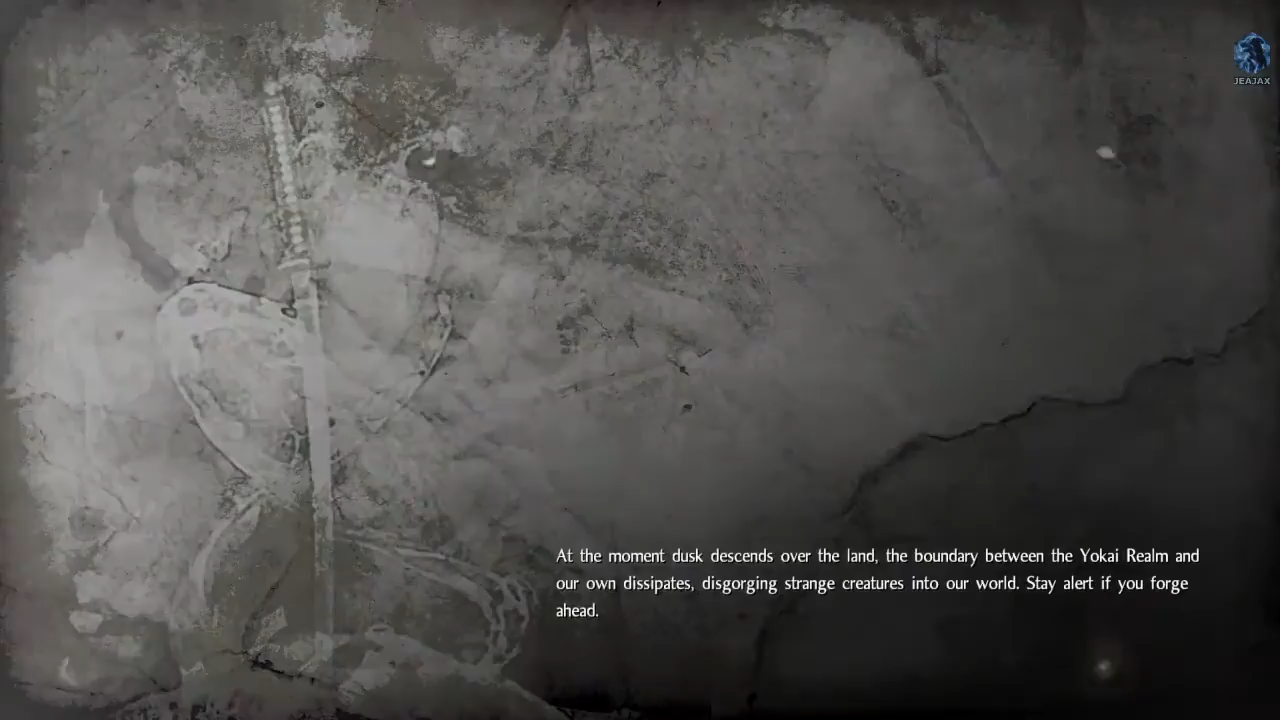 JEAJAX
At the moment dusk descends over the land, the boundary between the Yokai Realm and
our own dissipates, disgorging strange creatures into our world. Stay alert if you forge
ahead.